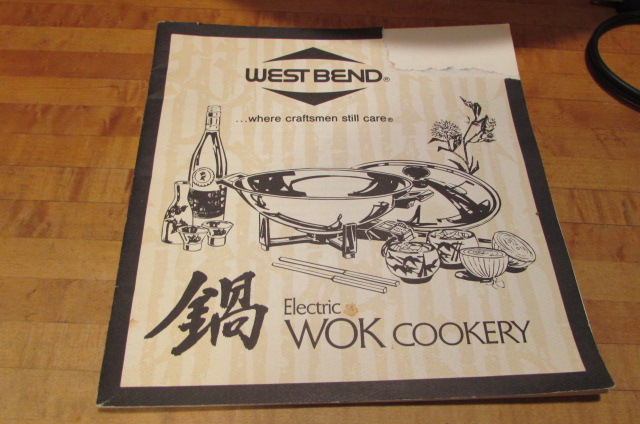 WEST BEND®
...where craftsmen still care®
鍋
Electric
WOK COOKERY